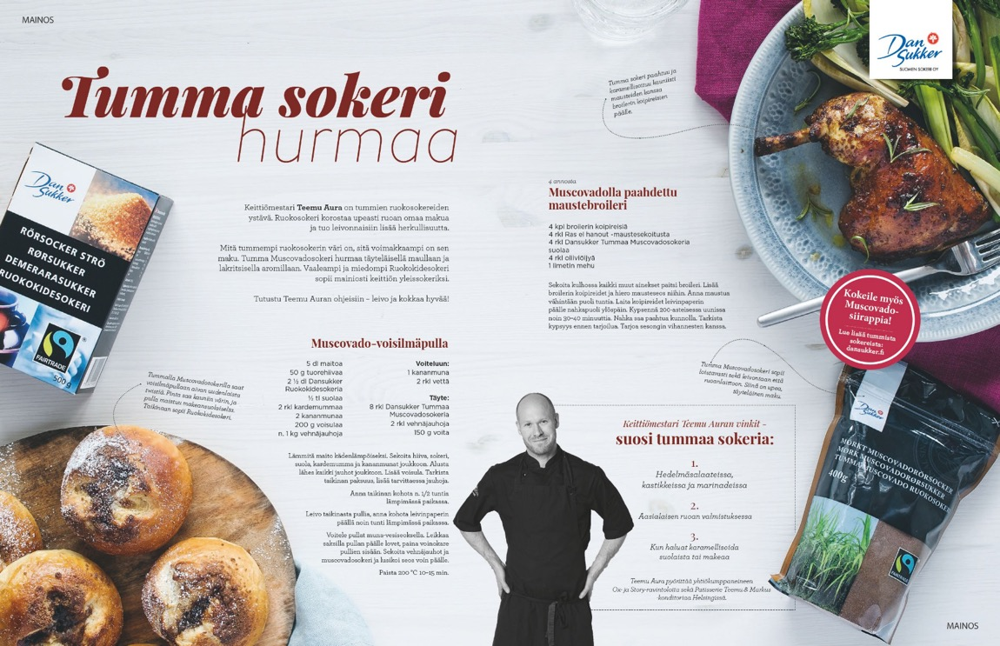 MAINOS
Tumma sokeri
hurmaa
Keittiömestari Teemu Aura on tummien ruokosokereiden
ystävä. Ruokosokeri korostaa upeasti ruoan omaa makua
ja tuo leivonnaisiin lisää herkullisuutta.
Mitä tummempi ruokosokerin väri on, sitä voimakkaampi on sen
maku. Tumma Muscovadosokeri hurmaa täyteläisellä maullaan ja
lakritsisella aromillaan. Vaaleampi ja miedompi Ruokokidesokeri
sopii mainiosti keittiön yleissokeriksi.
Tutustu Teemu Auran ohjeisiin – leivo ja kokkaa hyvää!
Dan
Sukker
RÖRSOCKER STRÖ
RØRSUKKER
DEMERARASUKKER
RUOKOKIDESOKERI
FAIRTRADE
500g
Tummalla Muscovadosokerilla saat
voisilmäpullaan aivan uudenlaista
twistiä. Pinta saa kauniin värin, ja
pulla maistuu makeansuolaiselta.
Taikinaan sopii Ruokokidesokeri.
Muscovado-voisilmäpulla
5 dl maitoa
50 g tuorehiivaa
2 ½ dl Dansukker
Ruokokidesokeria
½ tl suolaa
2 rkl kardemummaa
2 kananmunaa
200 g voisulaa
n. 1 kg vehnäjauhoja
Voiteluun:
1 kananmuna
2 rkl vettä
Täyte:
8 rkl Dansukker Tummaa
Muscovadosokeria
2 rkl vehnäjauhoja
150 g voita
Lämmitä maito kädenlämpöiseksi. Sekoita hiiva, sokeri,
suola, kardemumma ja kananmunat joukkoon. Alusta
lähes kaikki jauhot joukkoon. Lisää voisula. Tarkista
taikinan paksuus, lisää tarvittaessa jauhoja.
Anna taikinan kohota n. 1/2 tuntia
lämpimässä paikassa.
Leivo taikinasta pullia, anna kohota leivinpaperin
päällä noin tunti lämpimässä paikassa.
Voitele pullat muna-vesiseoksella. Leikkaa
saksilla pullan päälle lovet, paina voinokare
pullien sisään. Sekoita vehnäjauhot ja
muscovadosokeri ja lusikoi seos voin päälle.
Paista 200 °C 10–15 min.
Tumma sokeri paahtuu ja
karamellisoituu kauniisti
mausteiden kanssa
broilerin koipireisien
päälle.
4 annosta
Muscovadolla paahdettu
maustebroileri
4 kpl broilerin koipireisiä
4 rkl Ras el hanout -maustesekoitusta
4 rkl Dansukker Tummaa Muscovadosokeria
suolaa
4 rkl oliiviöljyä
1 limetin mehu
Sekoita kulhossa kaikki muut ainekset paitsi broileri. Lisää
broilerin koipireidet ja hiero mausteseos niihin. Anna maustua
vähintään puoli tuntia. Laita koipireidet leivinpaperin
päälle nahkapuoli ylöspäin. Kypsennä 200-asteisessa uunissa
noin 30-40 minuuttia. Nahka saa paahtua kunnolla. Tarkista
kypsyys ennen tarjoilua. Tarjoa sesongin vihannesten kanssa.
Dan
Sukker
SUOMEN SOKERI OY
Kokeile myös
Muscovado-
siirappia!
Lue lisää tummista
sokereista:
dansukker.fi
Tumma Muscovadosokeri sopii
loistavasti sekä leivontaan että
ruoanlaittoon. Siinä on upea,
täyteläinen maku.
Keittiömestari Teemu Auran vinkit -
suosi tummaa sokeria:
1.
Hedelmäsalaateissa,
kastikkeissa ja marinadeissa
2.
Aasialaisen ruoan valmistuksessa
3.
Kun haluat karamellisoida
suolaista tai makeaa
Teemu Aura pyörittää yhtiökumppaneineen
Ox- ja Story-ravintoloita sekä Patisserie Teemu & Markus
-konditoriaa Helsingissä.
Dan
Sukker
MÖRKT MUSCOVADORÖRSOCKER
MØRK MUSCOVADORØRSUKKER
TUMMA MUSCOVADO RUOKOSOKERI
400g
FAIRTRADE
MAINOS